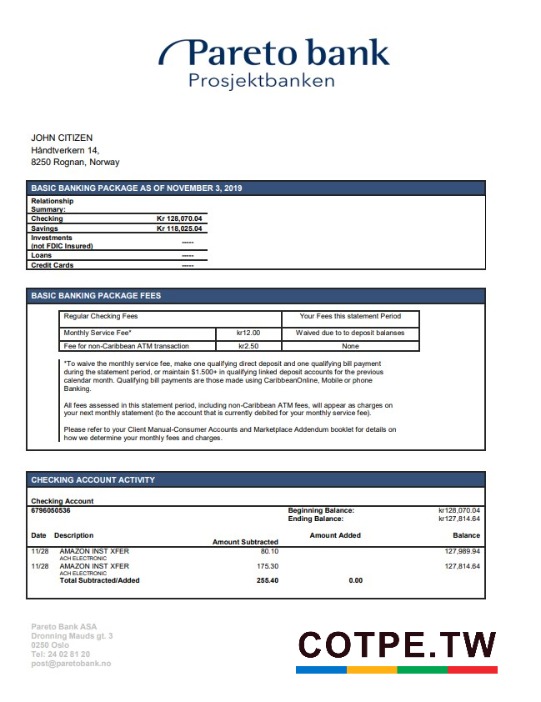 Pareto bank
Prosjektbanken
JOHN CITIZEN
Håndtverkern 14,
8250 Rognan, Norway
BASIC BANKING PACKAGE AS OF NOVEMBER 3, 2019
Relationship
Summary:
Checking Kr 128,070.04
Savings Kr 118,025.04
Investments
(not FDIC Insured) -----
Loans -----
Credit Cards -----
BASIC BANKING PACKAGE FEES
Regular Checking Fees Your Fees this statement Period
Monthly Service Fee* kr12.00 Waived due to to deposit balanses
Fee for non-Caribbean ATM transaction kr2.50 None
*To waive the monthly service fee, make one qualifying direct deposit and one qualifying bill payment
during the statement period, or maintain $1.500+ in qualifying linked deposit accounts for the previous
calendar month. Qualifying bill payments are those made using CaribbeanOnline, Mobile or phone
Banking.
All fees assessed in this statement period, including non-Caribbean ATM fees, will appear as charges on
your next monthly statement (to the account that is currently debited for your monthly service fee).
Please refer to your Client Manual-Consumer Accounts and Marketplace Addendum booklet for details on
how we determine your monthly fees and charges.
CHECKING ACCOUNT ACTIVITY
Checking Account
6796050536 Beginning Balance: kr128,070.04
Ending Balance: kr127,814.64
Date Description Amount Subtracted Amount Added Balance
11/28 AMAZON INST XFER 80.10 127,989.94
ACH ELECTRONIC
11/28 AMAZON INST XFER 175.30 127,814.64
ACH ELECTRONIC
Total Subtracted/Added 255.40 0.00
Pareto Bank ASA
Dronning Mauds gt. 3
0250 Oslo
Tel: 24 02 81 20
post@paretobank.no
COTPE.TW